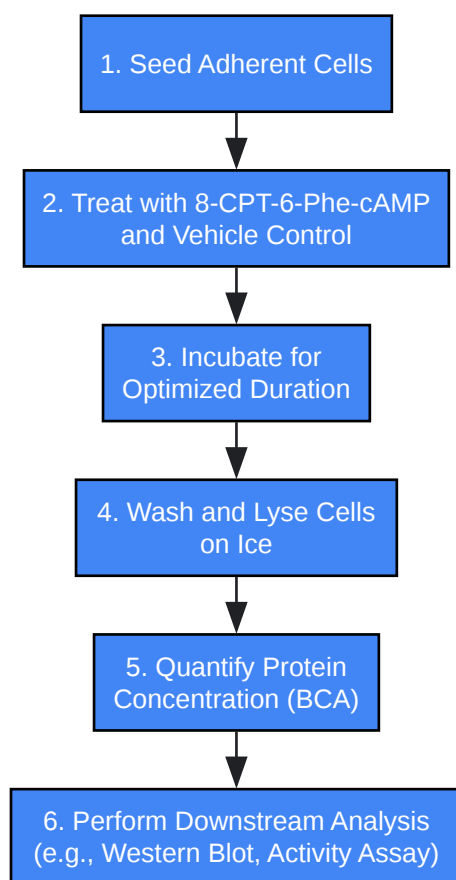 1. Seed Adherent Cells
2. Treat with 8-CPT-6-Phe-cAMP
and Vehicle Control
3. Incubate for
Optimized Duration
4. Wash and Lyse Cells
on Ice
5. Quantify Protein
Concentration (BCA)
6. Perform Downstream Analysis
(e.g., Western Blot, Activity Assay)